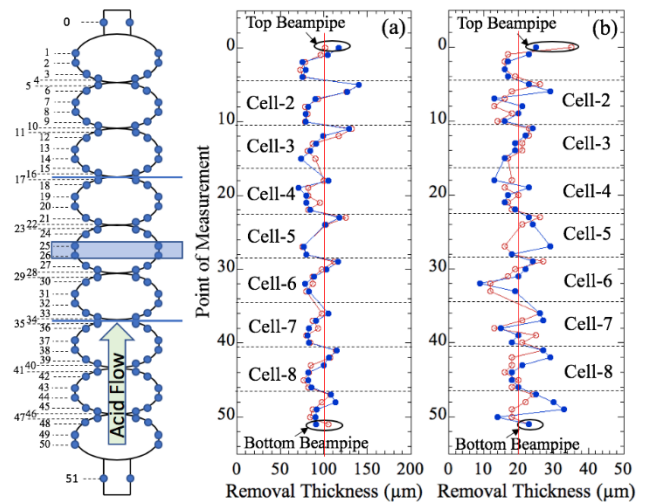 0
1
2
3
4
5
6
7
8
9
10
11
12
13
14
15
16
17
18
19
20
21
22
23
24
25
26
28
29
27
30
31
32
33
34
35
36
37
38
39
40
41
42
43
44
45
46
47
48
49
50
51
Acid Flow
Top Beampipe (a)
0
10
20
30
40
50
Point of Measurement
Cell-2
Cell-3
Cell-4
Cell-5
Cell-6
Cell-7
Cell-8
Bottom Beampipe
0 50 100 150 200
Removal Thickness (µm)
Top Beampipe (b)
0
10
20
30
40
50
Cell-2
Cell-3
Cell-4
Cell-5
Cell-6
Cell-7
Cell-8
Bottom Beampipe
0 10 20 30 40 50
Removal Thickness (µm)